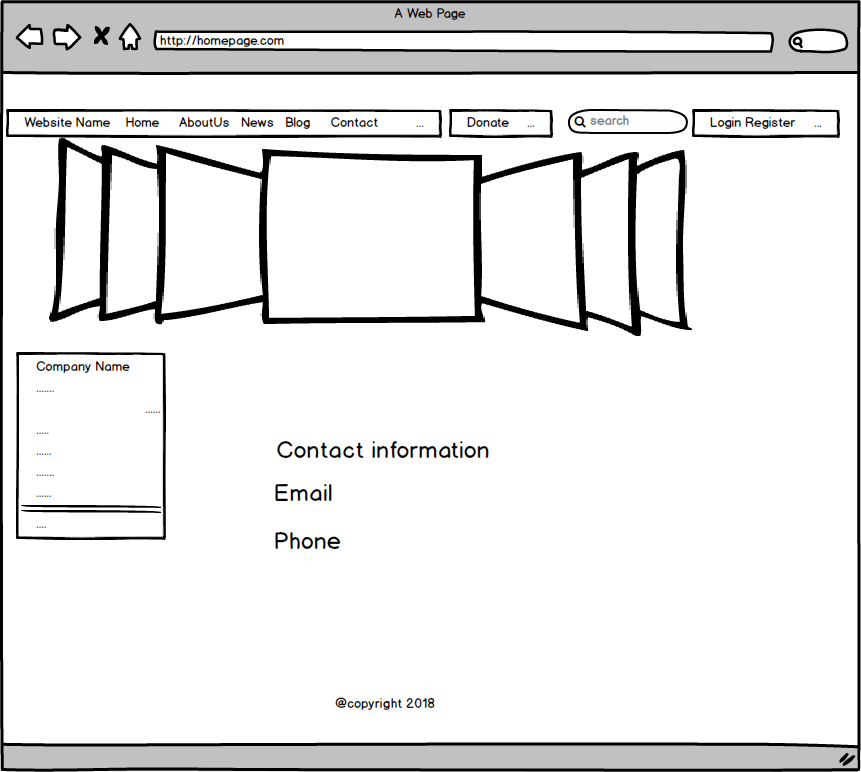 A Web Page
http://homepage.com
Website Name Home AboutUs News Blog Contact ... Donate ... search Login Register ...
Company Name
.......
......
.....
......
.......
......
....
Contact information
Email
Phone
@copyright 2018